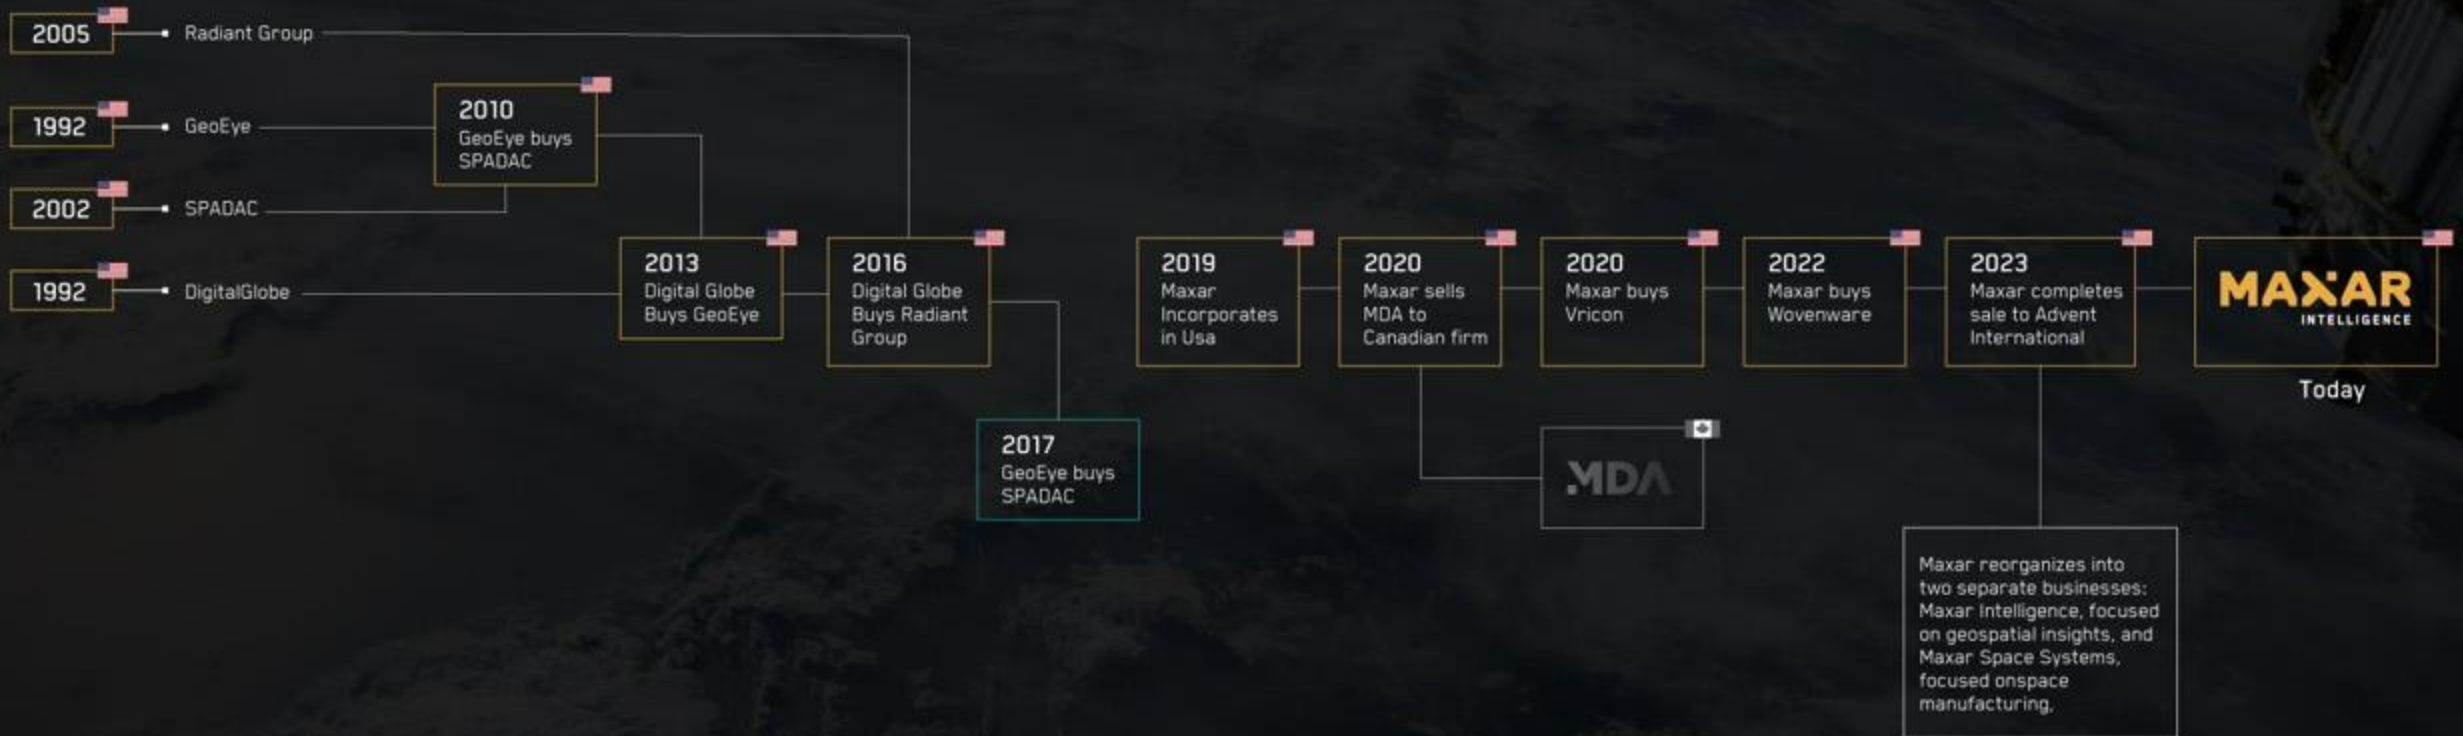 2005
Radiant Group
1992
GeoEye
2010
GeoEye buys
SPADAC
2002
SPADAC
1992
DigitalGlobe
2013
Digital Globe
Buys GeoEye
2016
Digital Globe
Buys Radiant
Group
2017
GeoEye buys
SPADAC
2019
Maxar
Incorporates
in Usa
2020
Maxar sells
MDA to
Canadian firm
MDA
2020
Maxar buys
Vricon
2022
Maxar buys
Wovenware
2023
Maxar completes
sale to Advent
International
Maxar reorganizes into
two separate businesses:
Maxar Intelligence, focused
on geospatial insights, and
Maxar Space Systems,
focused onspace
manufacturing,
MAXAR
INTELLIGENCE
Today